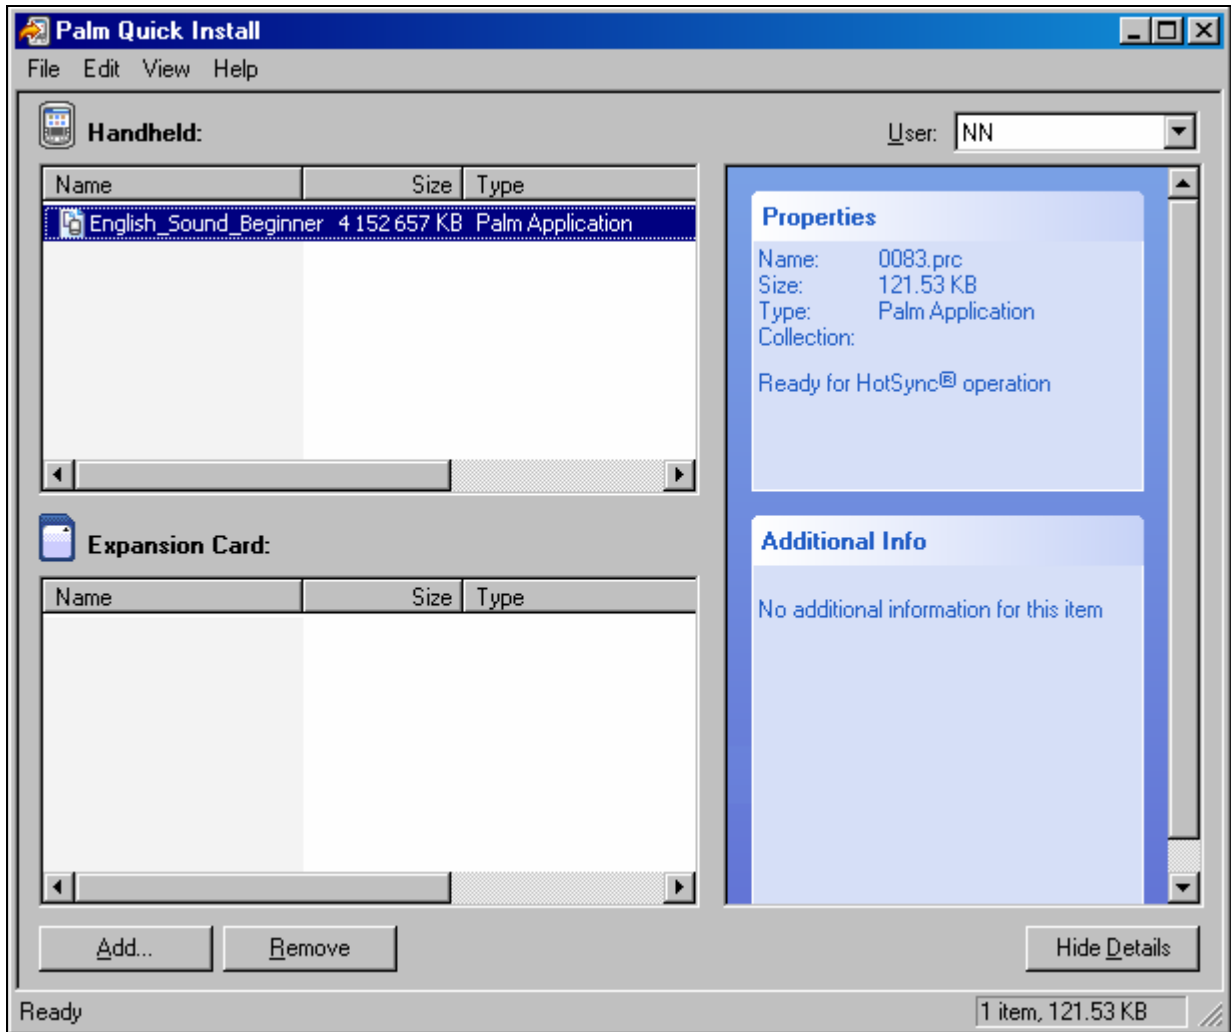 Palm Quick Install
File Edit View Help
Handheld:
User: NN
Name Size Type
English_Sound_Beginner 4 152 657 KB Palm Application
Properties
Name: 0083.prc
Size: 121.53 KB
Type: Palm Application
Collection:
Ready for HotSync® operation
Expansion Card:
Name Size Type
Additional Info
No additional information for this item
Add... Remove Hide Details
Ready 1 item, 121.53 KB